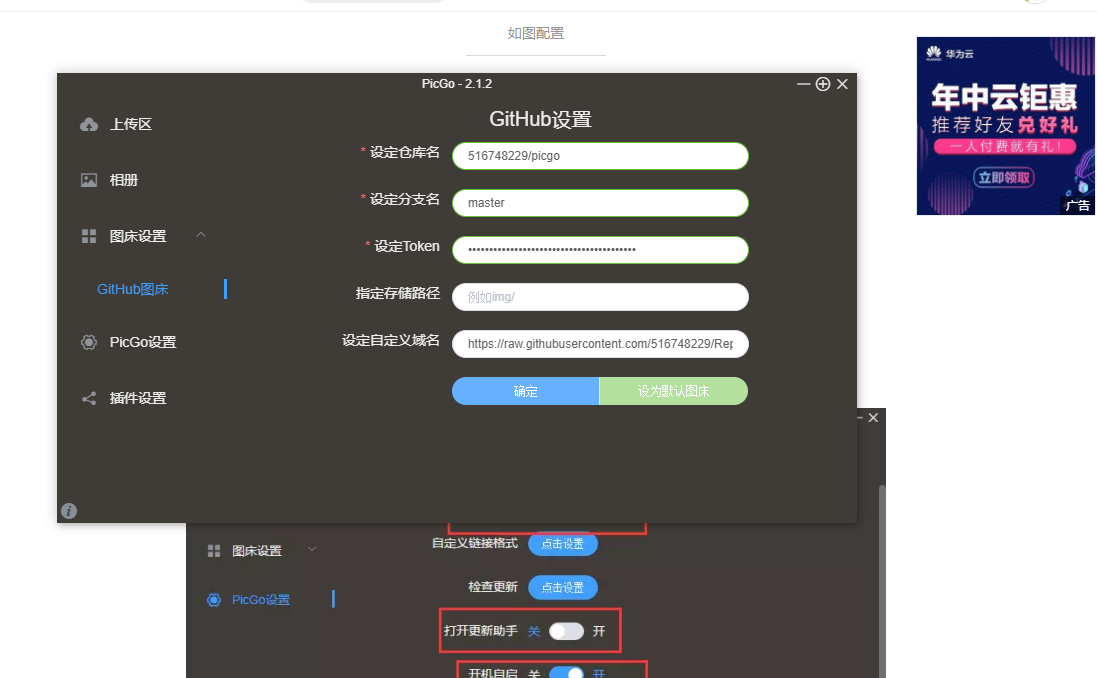 如图配置
PicGo - 2.1.2
上传区
相册
图床设置
GitHub图床
PicGo设置
插件设置
GitHub设置
* 设定仓库名
516748229/picgo
* 设定分支名
master
* 设定Token
••••••••••••••••••••••••••••••••••••••••
指定存储路径
例如img/
设定自定义域名
https://raw.githubusercontent.com/516748229/Rep
确定
设为默认图床
华为云
年中云钜惠
推荐好友兑好礼
一人付费就有礼!
立即领取
广告
图床设置
PicGo设置
自定义链接格式 点击设置
检查更新 点击设置
打开更新助手 关 开
开机自启 关 开